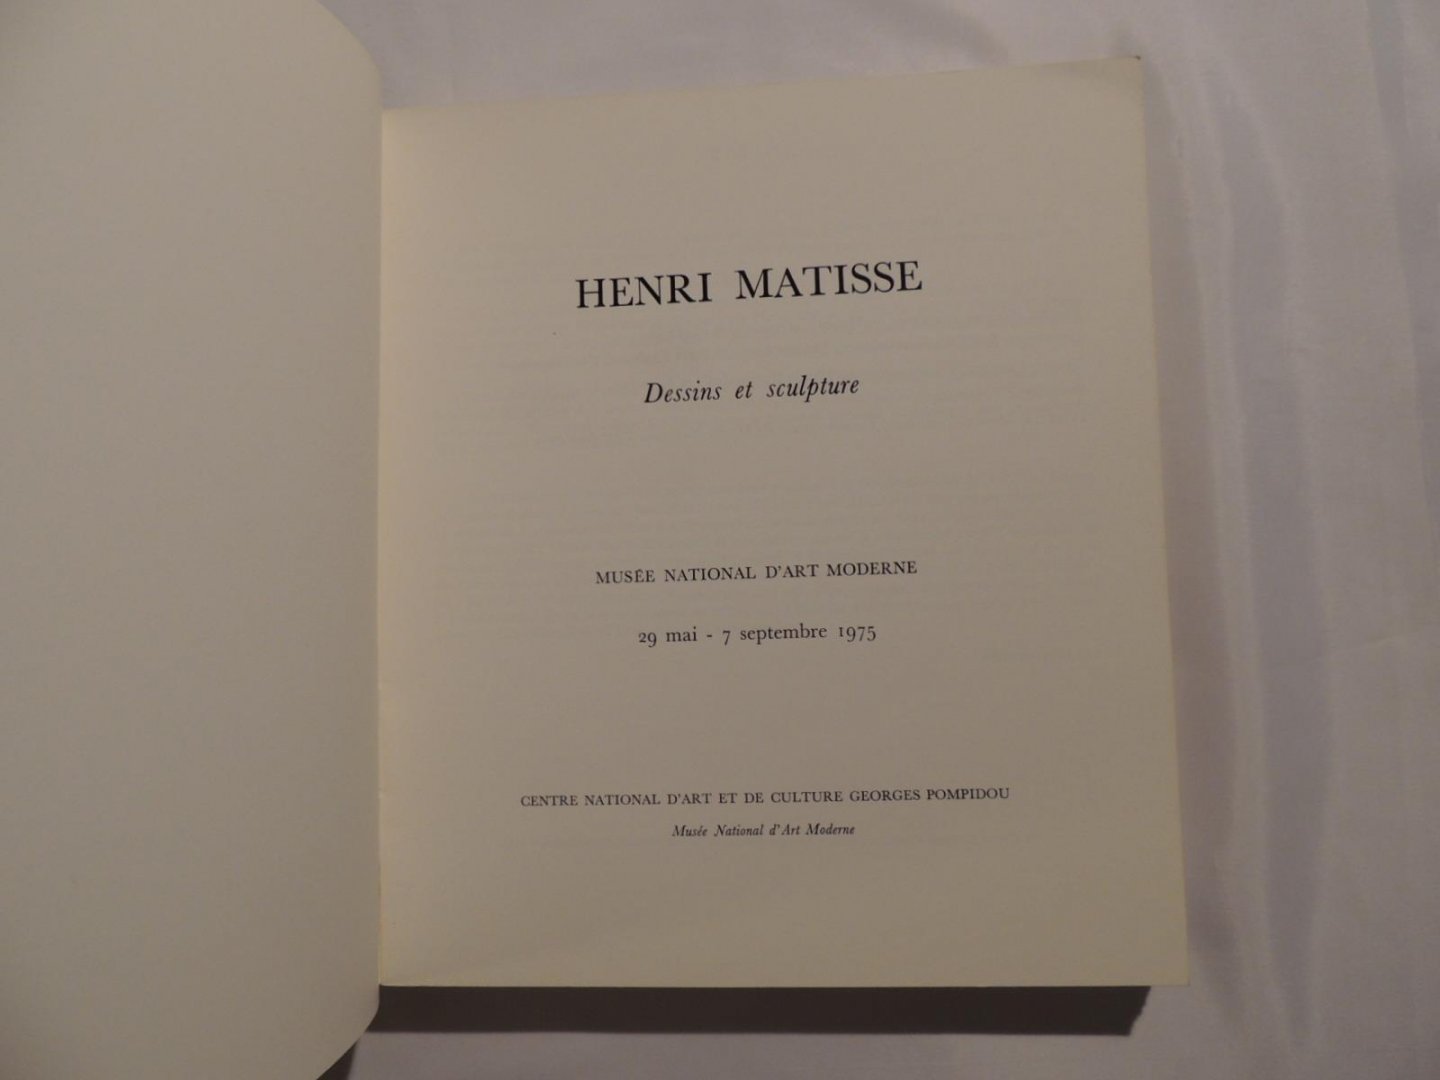 HENRI MATISSE
Dessins et sculpture
MUSÉE NATIONAL D'ART MODERNE
29 mai - 7 septembre 1975
CENTRE NATIONAL D'ART ET DE CULTURE GEORGES POMPIDOU
Musée National d'Art Moderne